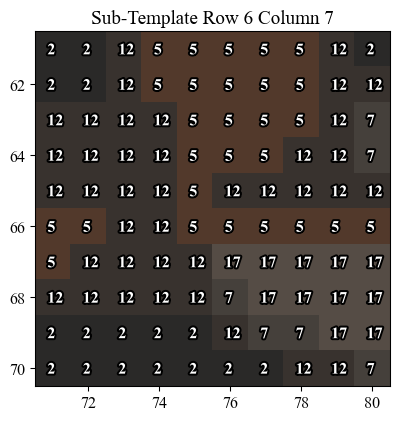 Sub-Template Row 6 Column 7
2 2 12 5 5 5 5 5 12 2
62 2 2 12 5 5 5 5 5 12 12
12 12 12 12 5 5 5 5 12 7
64 12 12 12 12 5 5 5 12 12 7
12 12 12 12 5 12 12 12 12 12
66 5 5 12 12 5 5 5 5 5 5
5 12 12 12 12 17 17 17 17 17
68 12 12 12 12 12 7 17 17 17 17
2 2 2 2 2 12 7 7 17 17
70 2 2 2 2 2 2 2 12 12 7
72 74 76 78 80